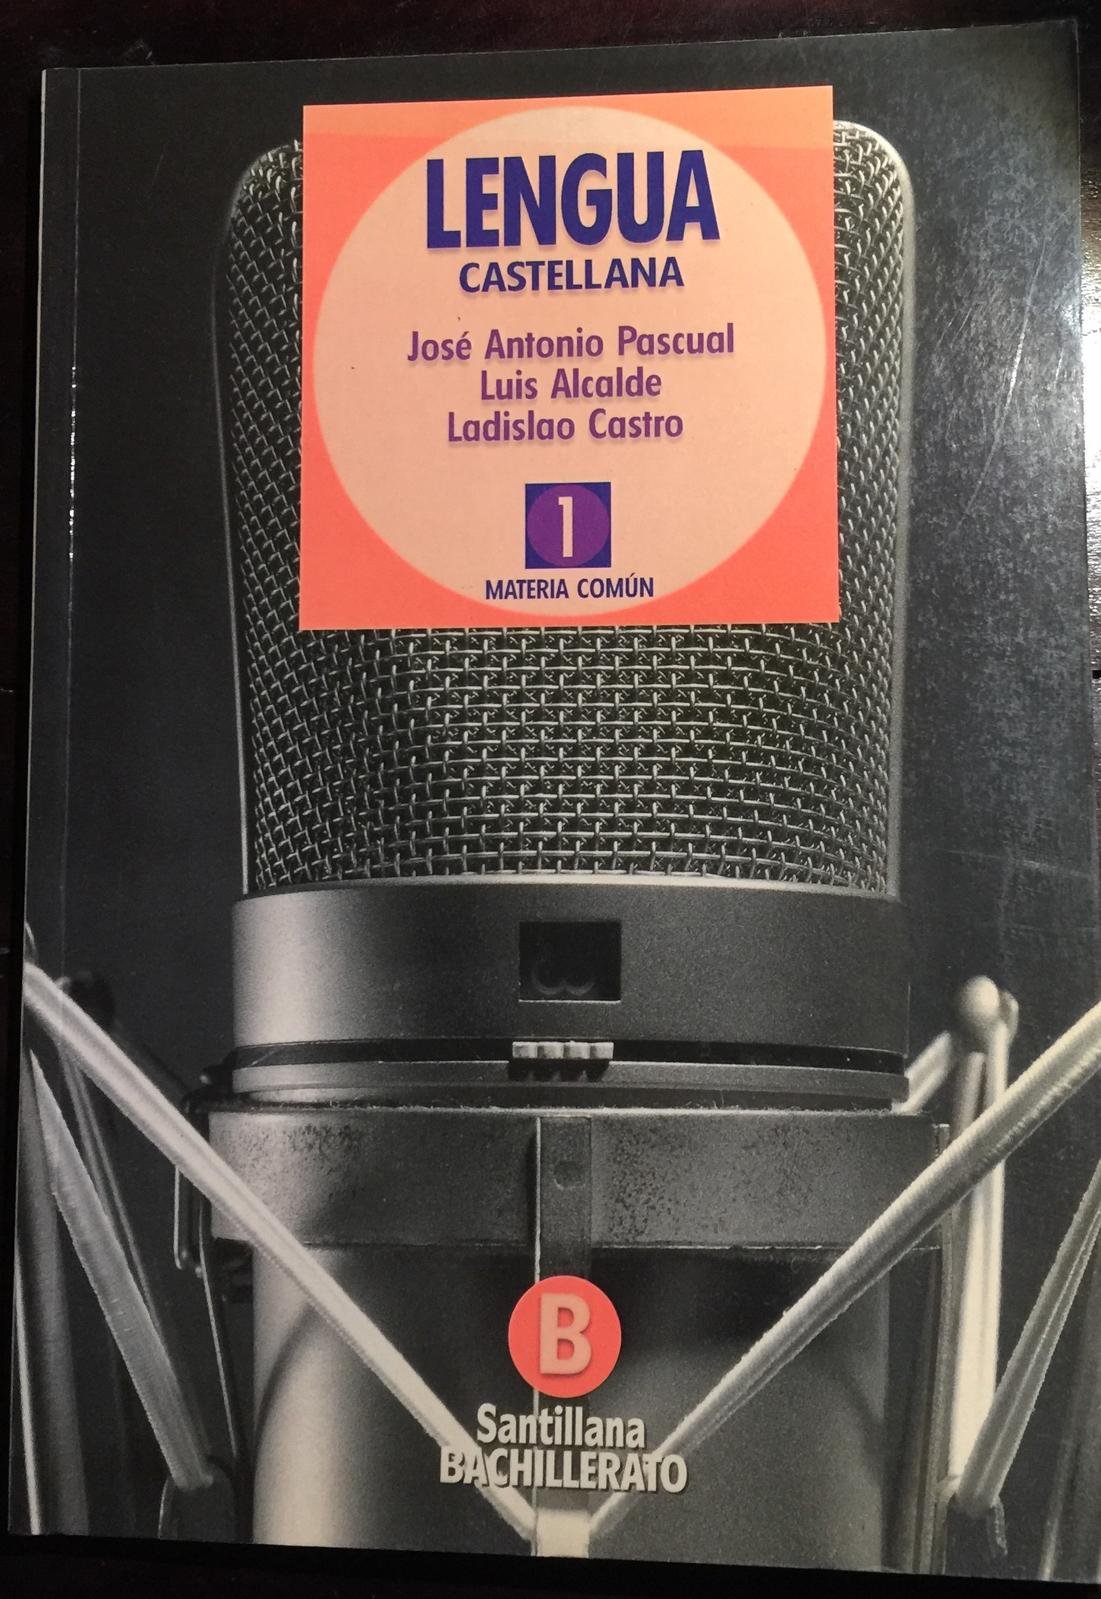 LENGUA
CASTELLANA
José Antonio Pascual
Luis Alcalde
Ladislao Castro
1
MATERIA COMÚN
B
Santillana
BACHILLERATO